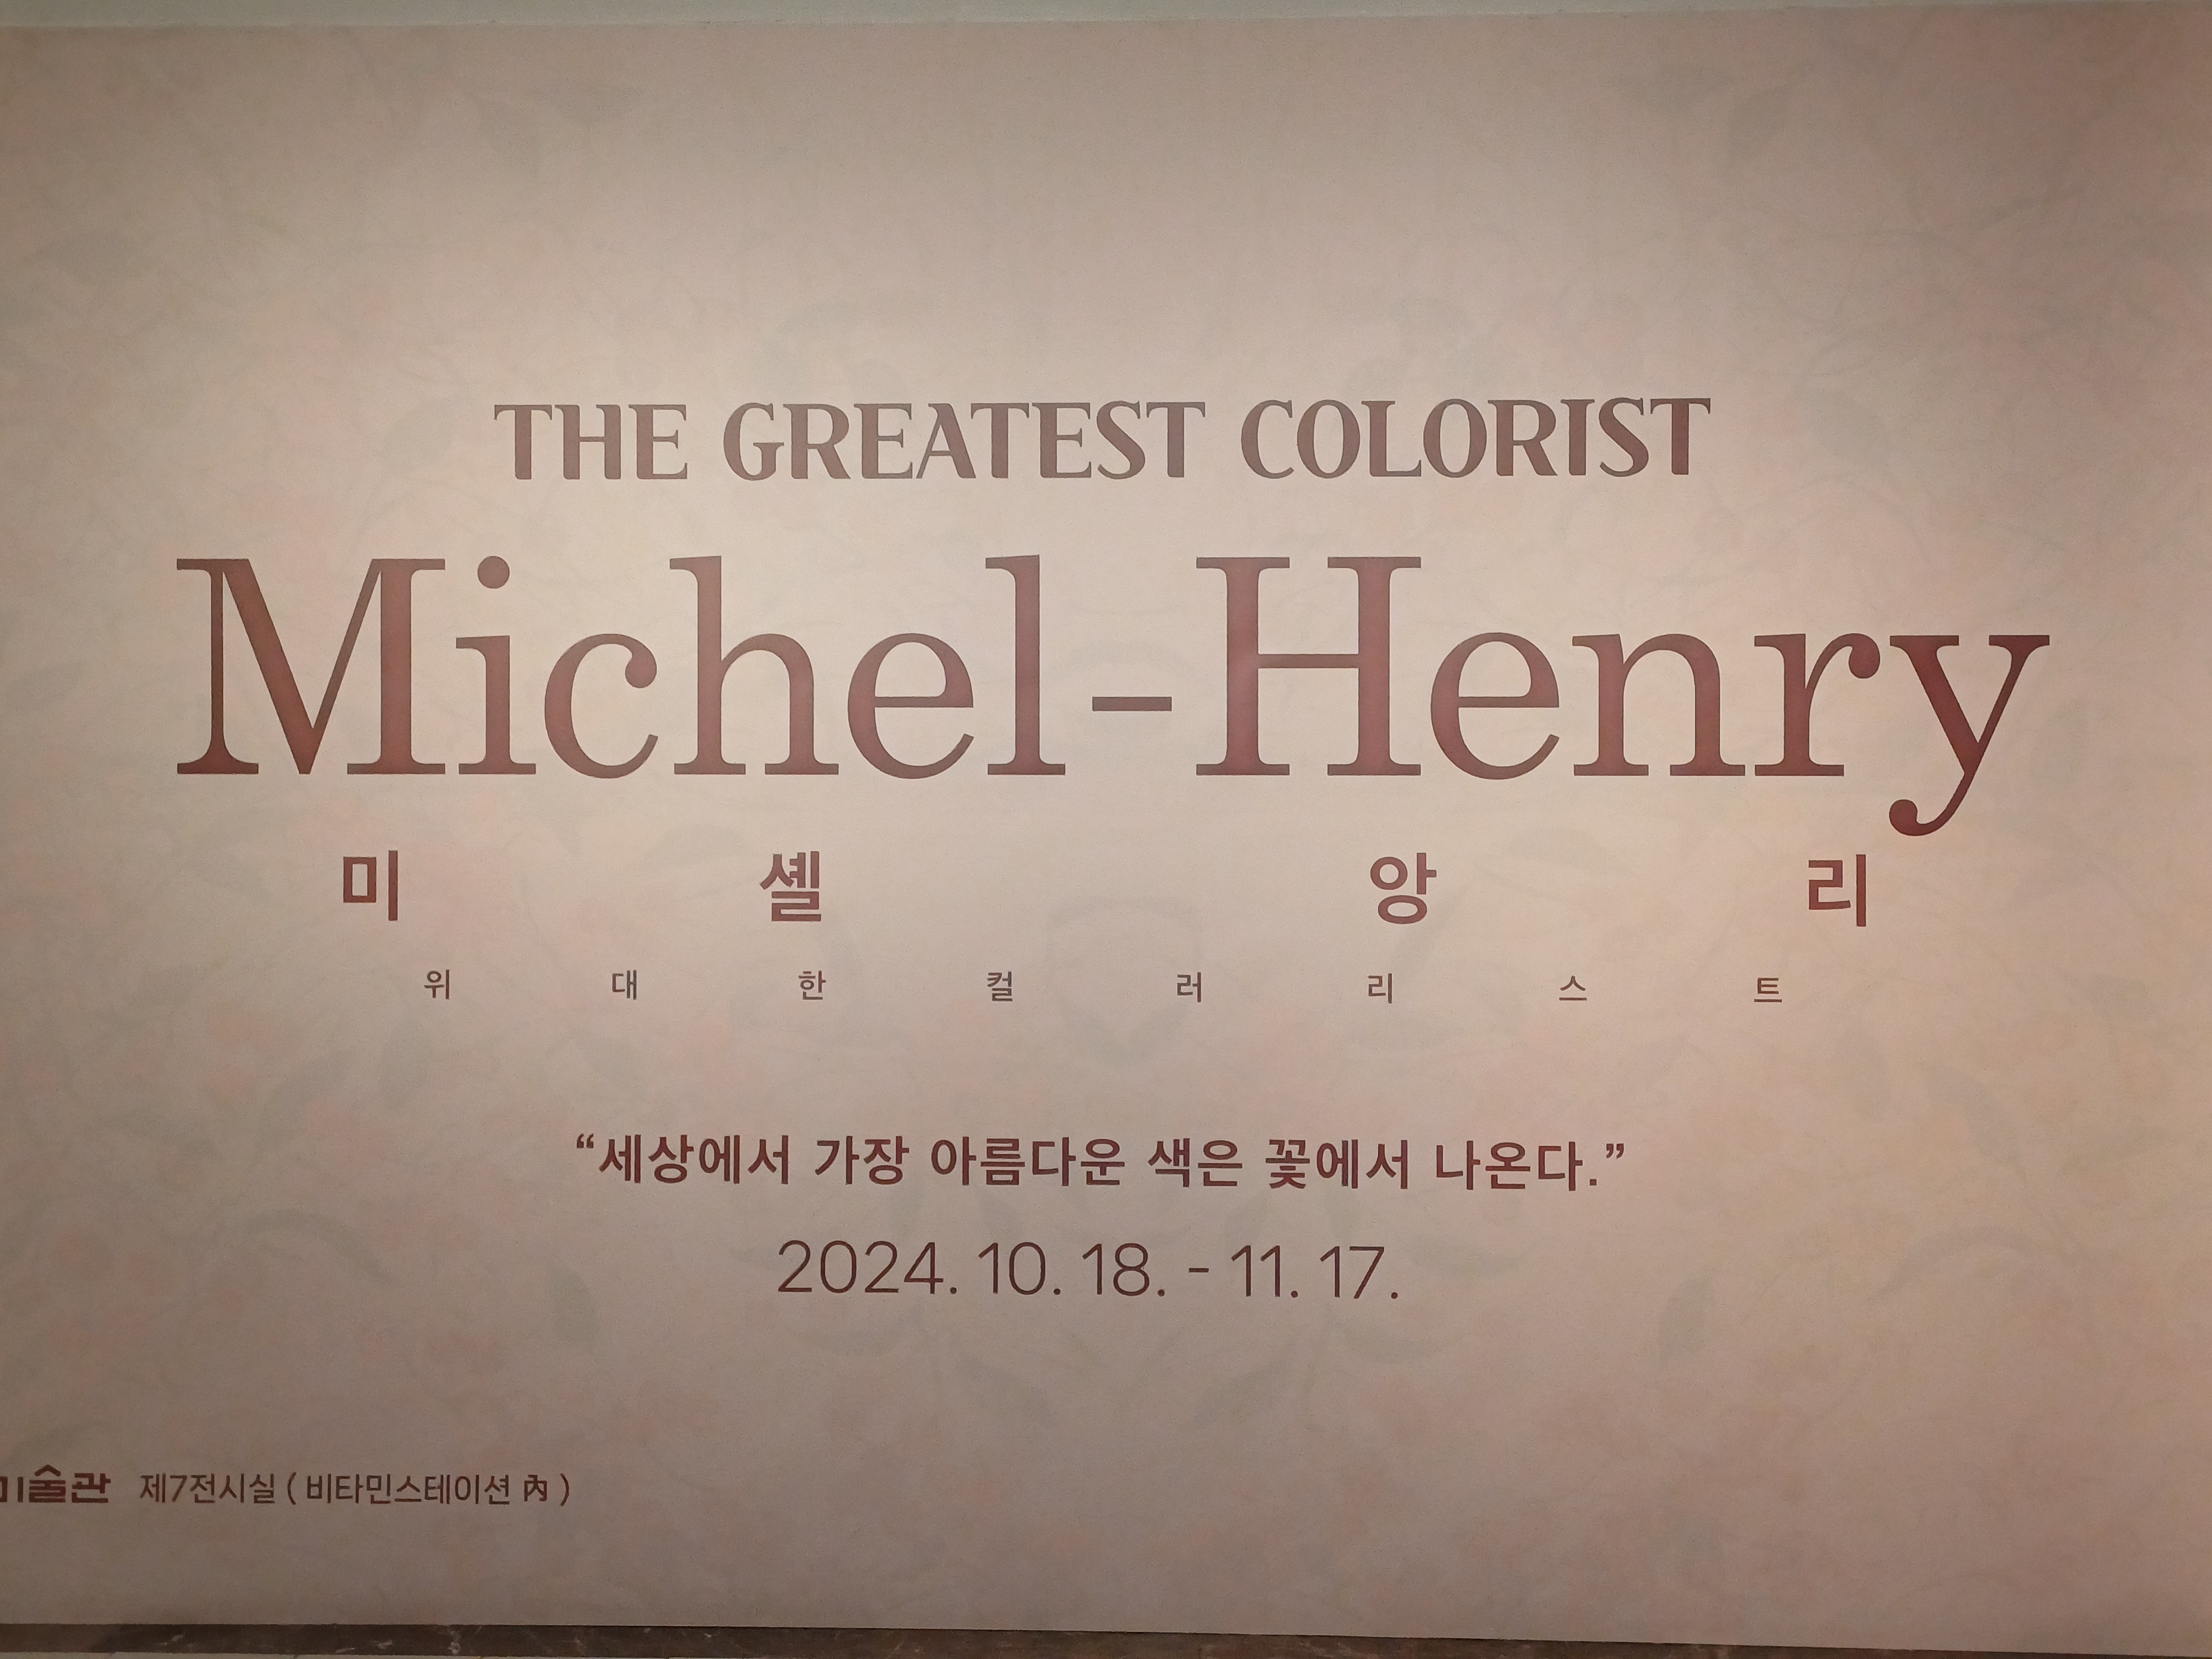 THE GREATEST COLORIST
Michel-Henry
미 셸 앙 리
위 대 한 컬 러 리 스 트
“세상에서 가장 아름다운 색은 꽃에서 나온다.”
2024. 10. 18. - 11. 17.
미술관 제7전시실 ( 비타민스테이션 內 )